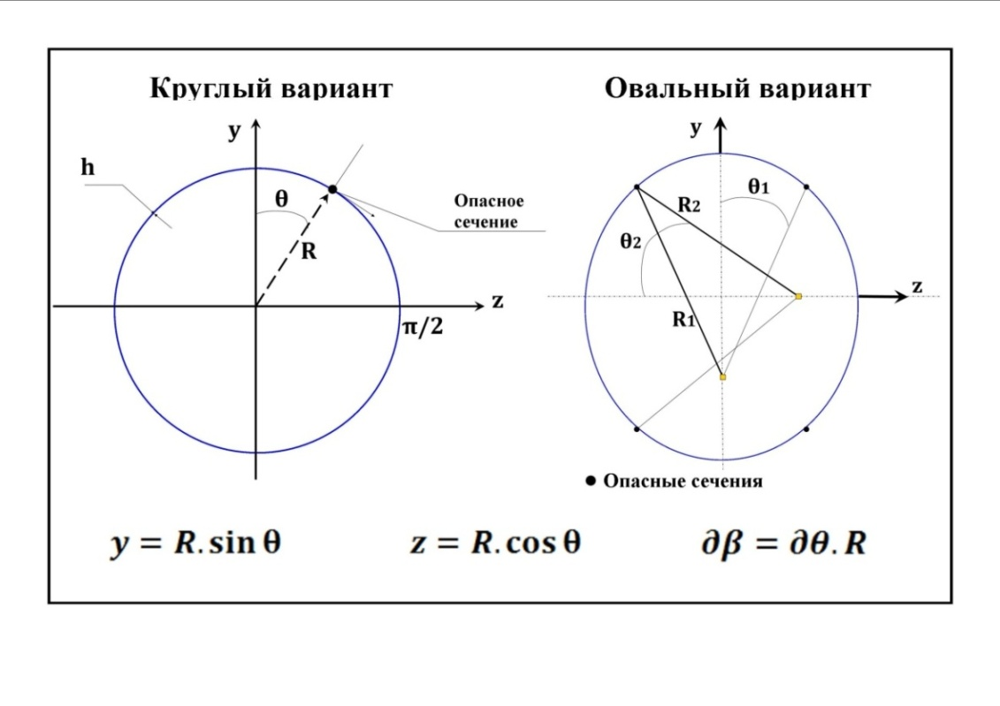 Круглый вариант
Овальный вариант
y
h
θ
R
Опасное
сечение
z
π/2
y
θ1
R2
θ2
z
R1
● Опасные сечения
y = R. sin θ
z = R. cos θ
∂β = ∂θ. R